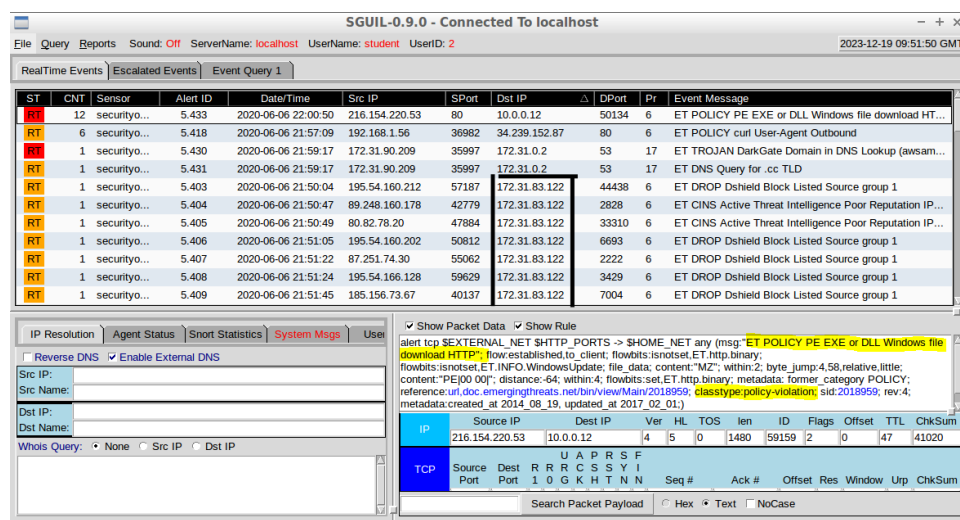 SGUIL-0.9.0 - Connected To localhost
File Query Reports Sound: Off ServerName: localhost UserName: student UserID: 2 2023-12-19 09:51:50 GMT
RealTime Events Escalated Events Event Query 1
ST CNT Sensor Alert ID Date/Time Src IP SPort Dst IP DPort Pr Event Message
RT 12 securityo... 5.433 2020-06-06 22:00:50 216.154.220.53 80 10.0.0.12 50134 6 ET POLICY PE EXE or DLL Windows file download HT...
RT 6 securityo... 5.418 2020-06-06 21:57:09 192.168.1.56 36982 34.239.152.87 80 6 ET POLICY curl User-Agent Outbound
RT 1 securityo... 5.430 2020-06-06 21:59:17 172.31.90.209 35997 172.31.0.2 53 17 ET TROJAN DarkGate Domain in DNS Lookup (awsam...
RT 1 securityo... 5.431 2020-06-06 21:59:17 172.31.90.209 35997 172.31.0.2 53 17 ET DNS Query for .cc TLD
RT 1 securityo... 5.403 2020-06-06 21:50:04 195.54.160.212 57187 172.31.83.122 44438 6 ET DROP Dshield Block Listed Source group 1
RT 1 securityo... 5.404 2020-06-06 21:50:47 89.248.160.178 42779 172.31.83.122 2828 6 ET CINS Active Threat Intelligence Poor Reputation IP...
RT 1 securityo... 5.405 2020-06-06 21:50:49 80.82.78.20 47884 172.31.83.122 33310 6 ET CINS Active Threat Intelligence Poor Reputation IP...
RT 1 securityo... 5.406 2020-06-06 21:51:05 195.54.160.202 50812 172.31.83.122 6693 6 ET DROP Dshield Block Listed Source group 1
RT 1 securityo... 5.407 2020-06-06 21:51:22 87.251.74.30 55062 172.31.83.122 2222 6 ET DROP Dshield Block Listed Source group 1
RT 1 securityo... 5.408 2020-06-06 21:51:24 195.54.166.128 59629 172.31.83.122 3429 6 ET DROP Dshield Block Listed Source group 1
RT 1 securityo... 5.409 2020-06-06 21:51:45 185.156.73.67 40137 172.31.83.122 7004 6 ET DROP Dshield Block Listed Source group 1
IP Resolution Agent Status Snort Statistics System Msgs User
Reverse DNS Enable External DNS
Src IP:
Src Name:
Dst IP:
Dst Name:
Whois Query: None Src IP Dst IP
Show Packet Data Show Rule
alert tcp $EXTERNAL_NET $HTTP_PORTS -> $HOME_NET any (msg:"ET POLICY PE EXE or DLL Windows file
download HTTP"; flow:established,to_client; flowbits:isnotset,ET.http.binary;
flowbits:isnotset,ET.INFO.WindowsUpdate; file_data; content:"MZ"; within:2; byte_jump:4,58,relative,little;
content:"PE|00 00|"; distance:-64; within:4; flowbits:set,ET.http.binary; metadata: former_category POLICY;
reference:url,doc.emergingthreats.net/bin/view/Main/2018959; classtype:policy-violation; sid:2018959; rev:4;
metadata:created_at 2014_08_19, updated_at 2017_02_01;)
IP Source IP Dest IP Ver HL TOS len ID Flags Offset TTL ChkSum
216.154.220.53 10.0.0.12 4 5 0 1480 59159 2 0 47 41020
U A P R S F
TCP Source Dest R R R C S S Y I
Port Port 1 0 G K H T N N Seq # Ack # Offset Res Window Urp ChkSum
Search Packet Payload Hex Text NoCase